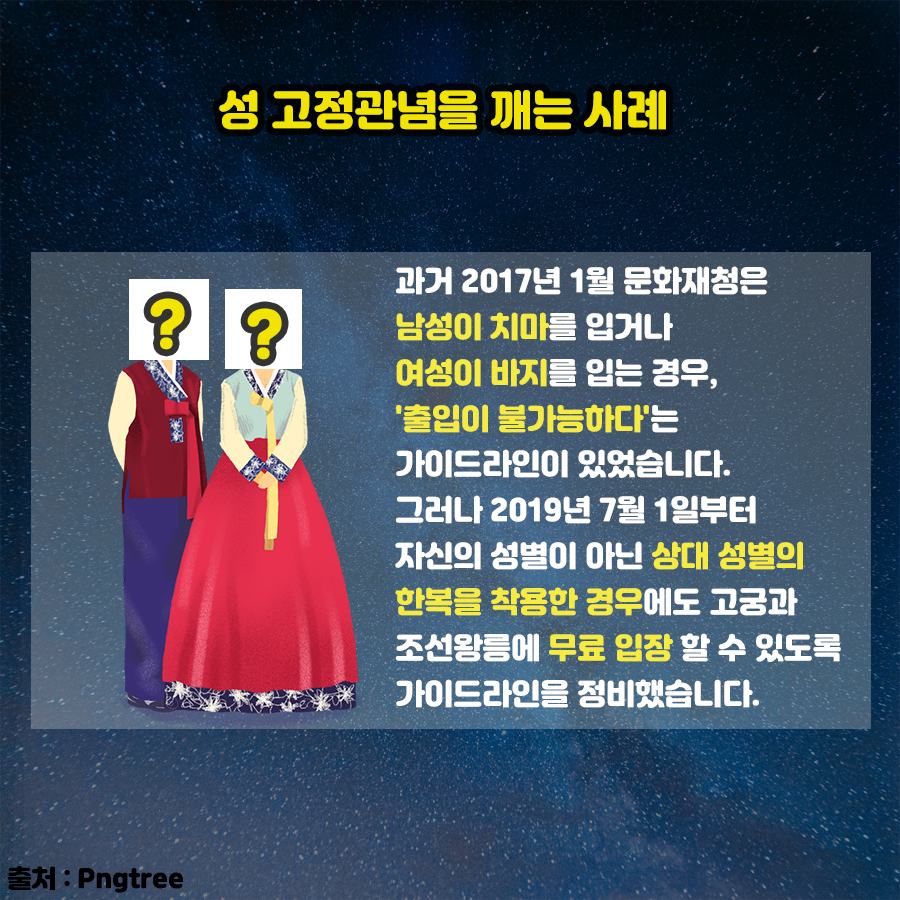 성 고정관념을 깨는 사례
?
?
과거 2017년 1월 문화재청은
남성이 치마를 입거나
여성이 바지를 입는 경우,
'출입이 불가능하다'는
가이드라인이 있었습니다.
그러나 2019년 7월 1일부터
자신의 성별이 아닌 상대 성별의
한복을 착용한 경우에도 고궁과
조선왕릉에 무료 입장 할 수 있도록
가이드라인을 정비했습니다.
출처 : Pngtree